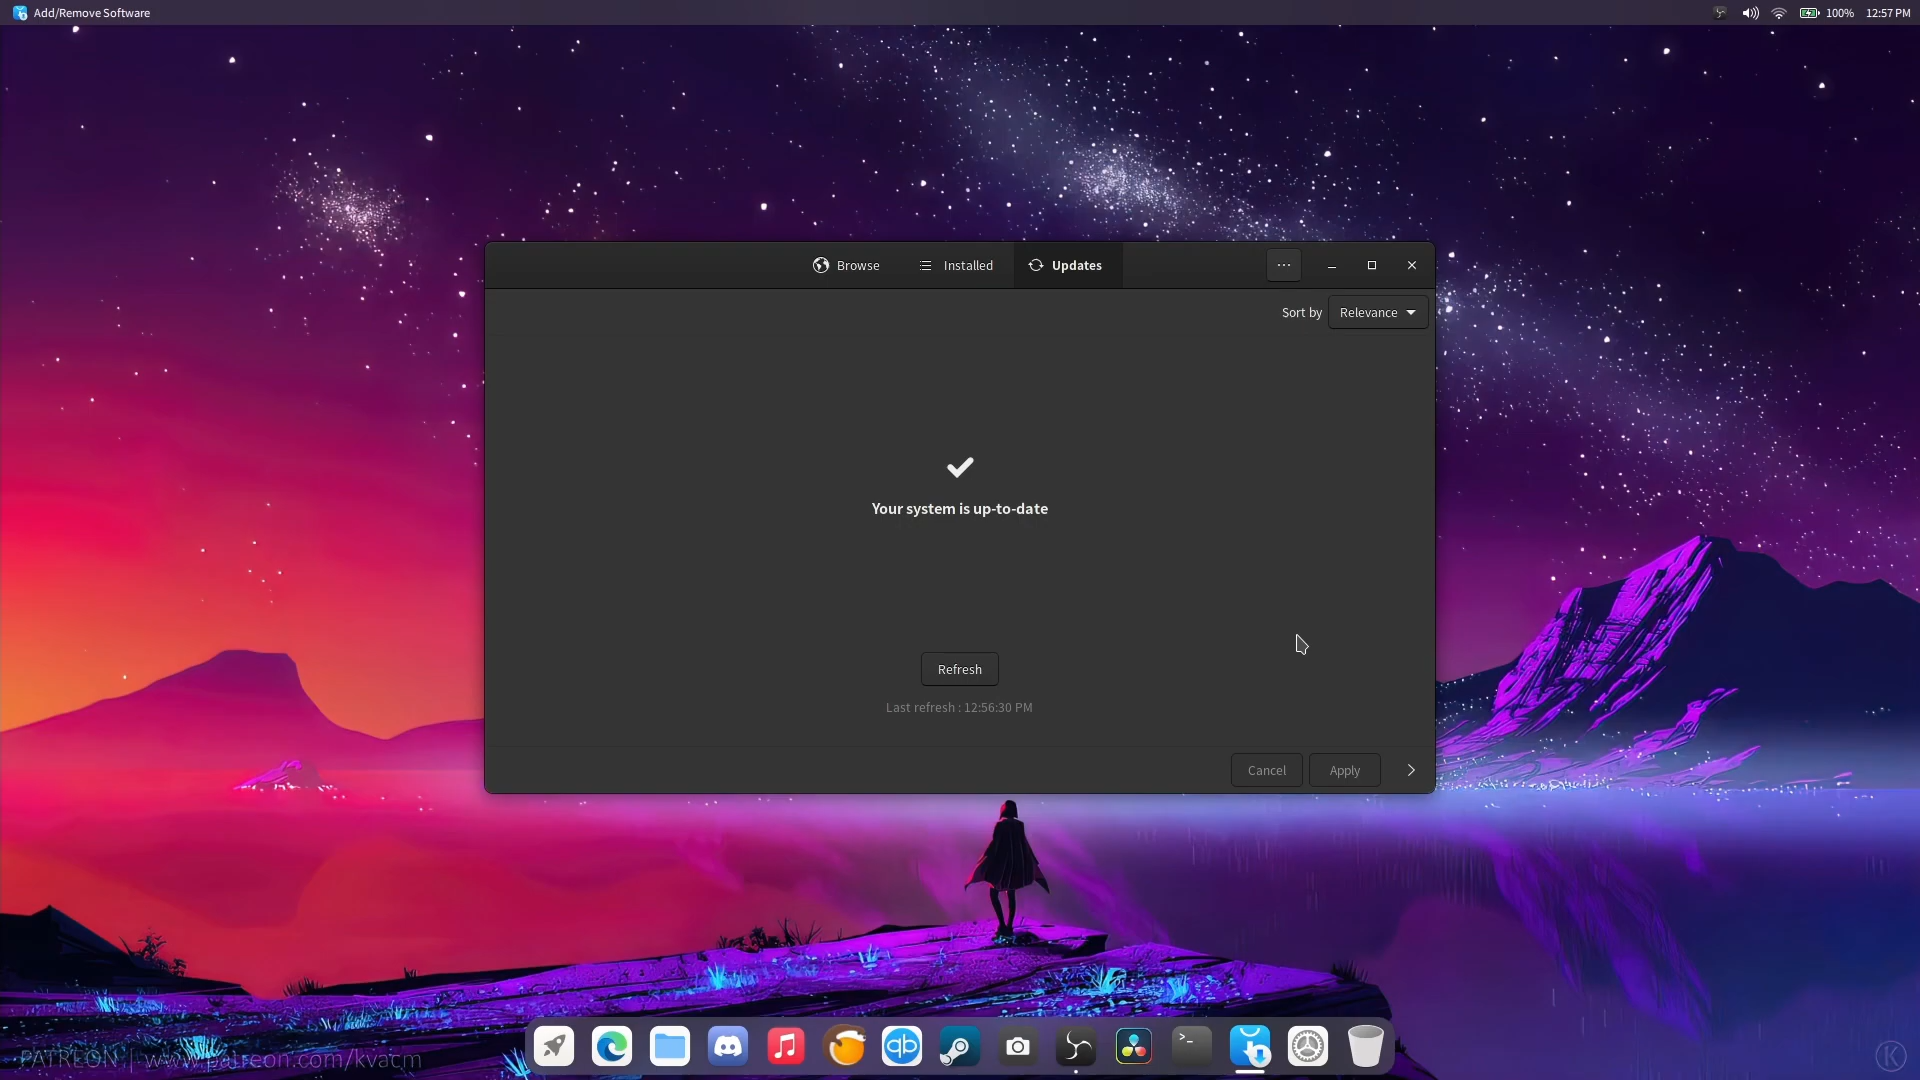 Add/Remove Software
100% 12:57 PM
Browse Installed Updates
Sort by Relevance
Your system is up-to-date
Refresh
Last refresh : 12:56:30 PM
Cancel Apply
PATREON | www.patreon.com/kvacm
K
qb
>_